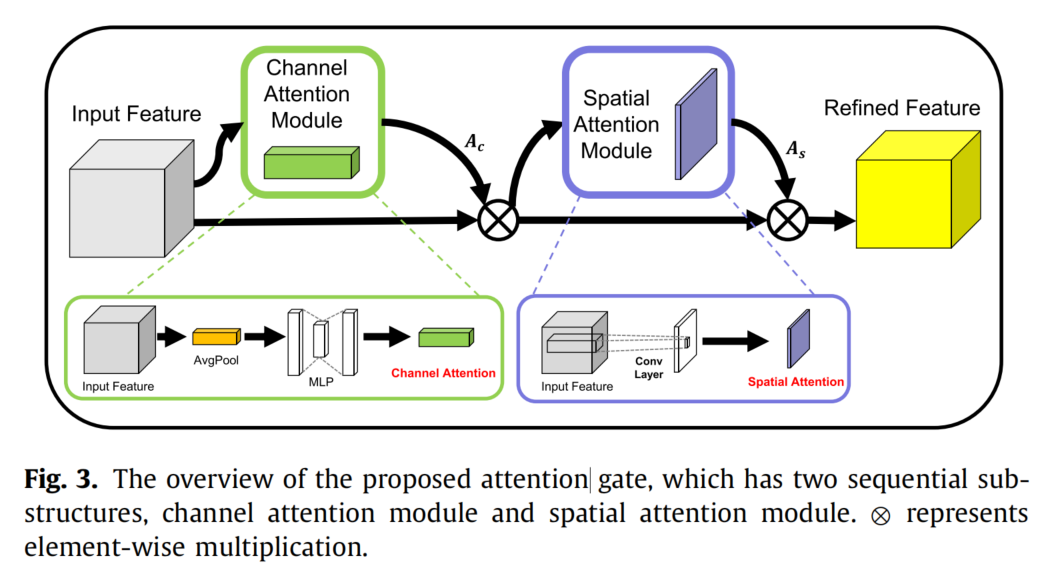 Input Feature
Channel
Attention
Module
A_c
Spatial
Attention
Module
A_s
Refined Feature
Input Feature
AvgPool
MLP
Channel Attention
Input Feature
Conv
Layer
Spatial Attention
Fig. 3. The overview of the proposed attention gate, which has two sequential sub-
structures, channel attention module and spatial attention module. ⊗ represents
element-wise multiplication.